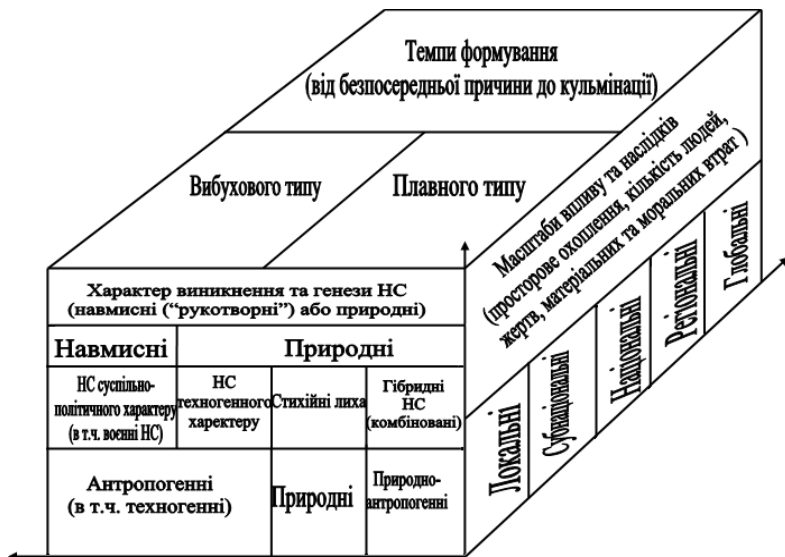 Темпи формування
(від безпосередньої причини до кульмінації)
Вибухового типу
Плавного типу
Масштаби впливу та наслідків
(просторове охоплення, кількість людей,
жертв, матеріальних та моральних втрат )
Локальні
Субнаціональні
Національні
Регіональні
Глобальні
Характер виникнення та генези НС
(навмисні (“рукотворні”) або природні)
Навмисні
Природні
НС суспільно-
політичного характеру
(в т.ч. воєнні НС)
НС
техногенного
характеру
Стихійні лиха
Гібридні
НС
(комбіновані)
Антропогенні
(в т.ч. техногенні)
Природні
Природно-
антропогенні